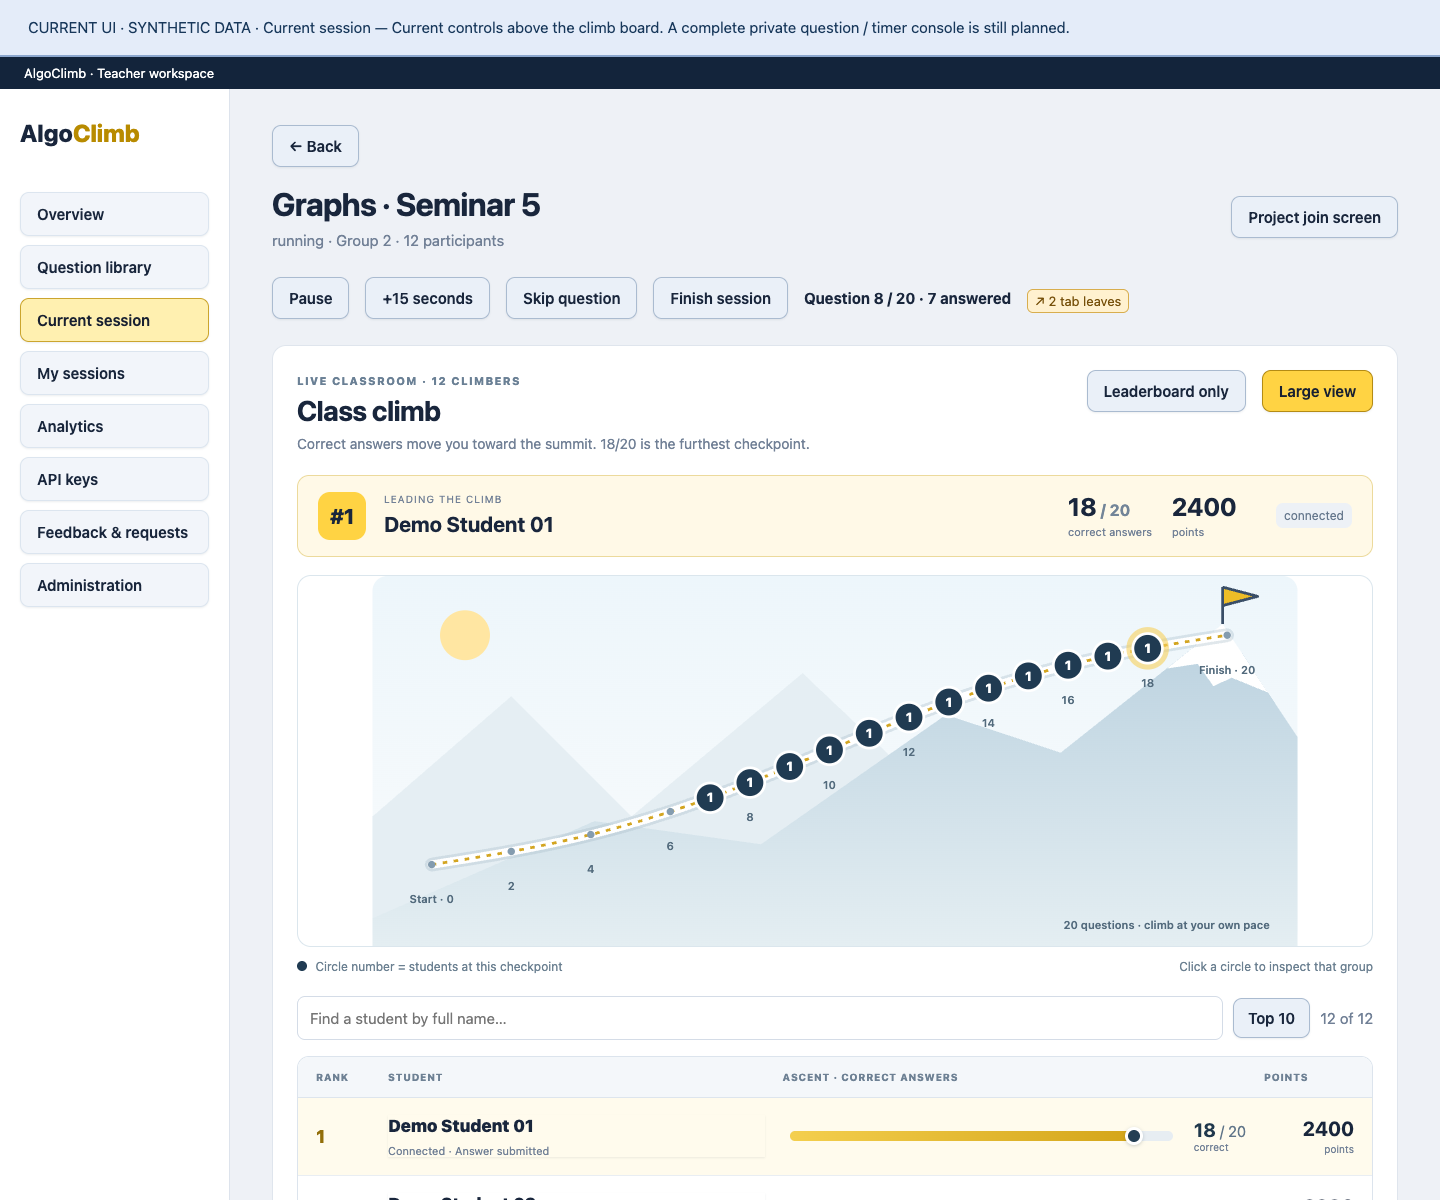 CURRENT UI · SYNTHETIC DATA · Current session — Current controls above the climb board. A complete private question / timer console is still planned.
AlgoClimb · Teacher workspace
AlgoClimb
Overview
Question library
Current session
My sessions
Analytics
API keys
Feedback & requests
Administration
← Back
Graphs · Seminar 5
running · Group 2 · 12 participants
Project join screen
Pause
+15 seconds
Skip question
Finish session
Question 8 / 20 · 7 answered
↗ 2 tab leaves
LIVE CLASSROOM · 12 CLIMBERS
Class climb
Correct answers move you toward the summit. 18/20 is the furthest checkpoint.
Leaderboard only
Large view
#1
LEADING THE CLIMB
Demo Student 01
18 / 20
correct answers
2400
points
connected
Start · 0
2
4
6
1
1
8
1
1
10
1
1
12
1
1
14
1
1
16
1
1
18
Finish · 20
20 questions · climb at your own pace
Circle number = students at this checkpoint
Click a circle to inspect that group
Find a student by full name...
Top 10
12 of 12
RANK
STUDENT
ASCENT · CORRECT ANSWERS
POINTS
1
Demo Student 01
Connected · Answer submitted
18 / 20
correct
2400
points